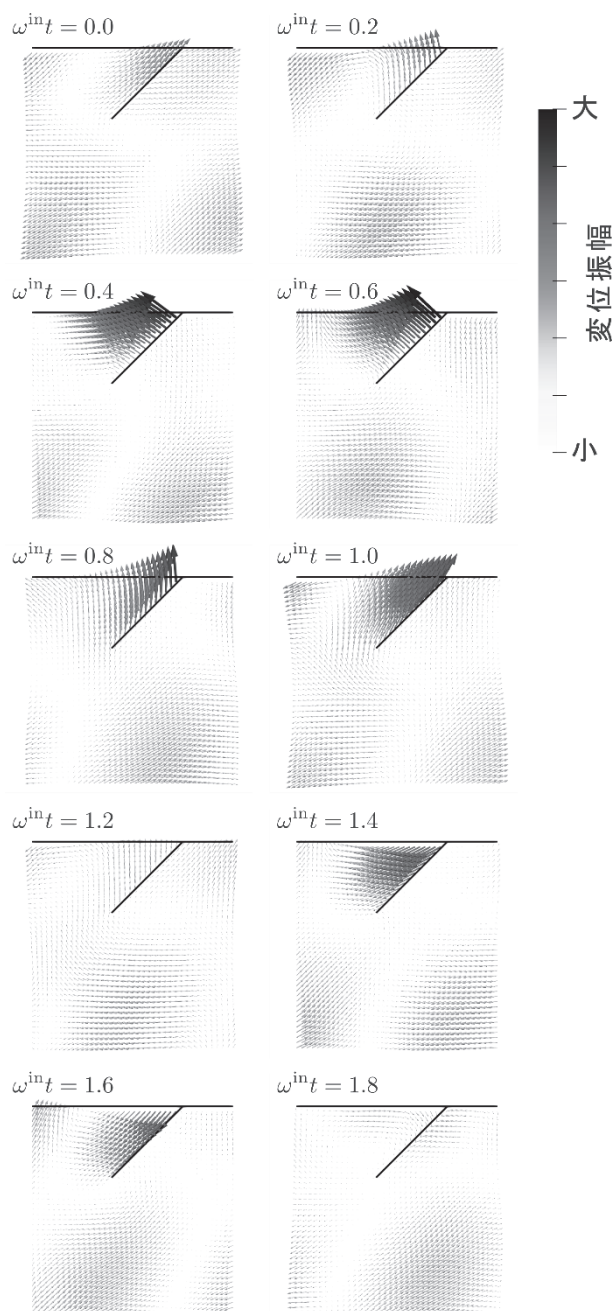 ω^in t = 0.0
ω^in t = 0.2
大
変位振幅
小
ω^in t = 0.4
ω^in t = 0.6
ω^in t = 0.8
ω^in t = 1.0
ω^in t = 1.2
ω^in t = 1.4
ω^in t = 1.6
ω^in t = 1.8